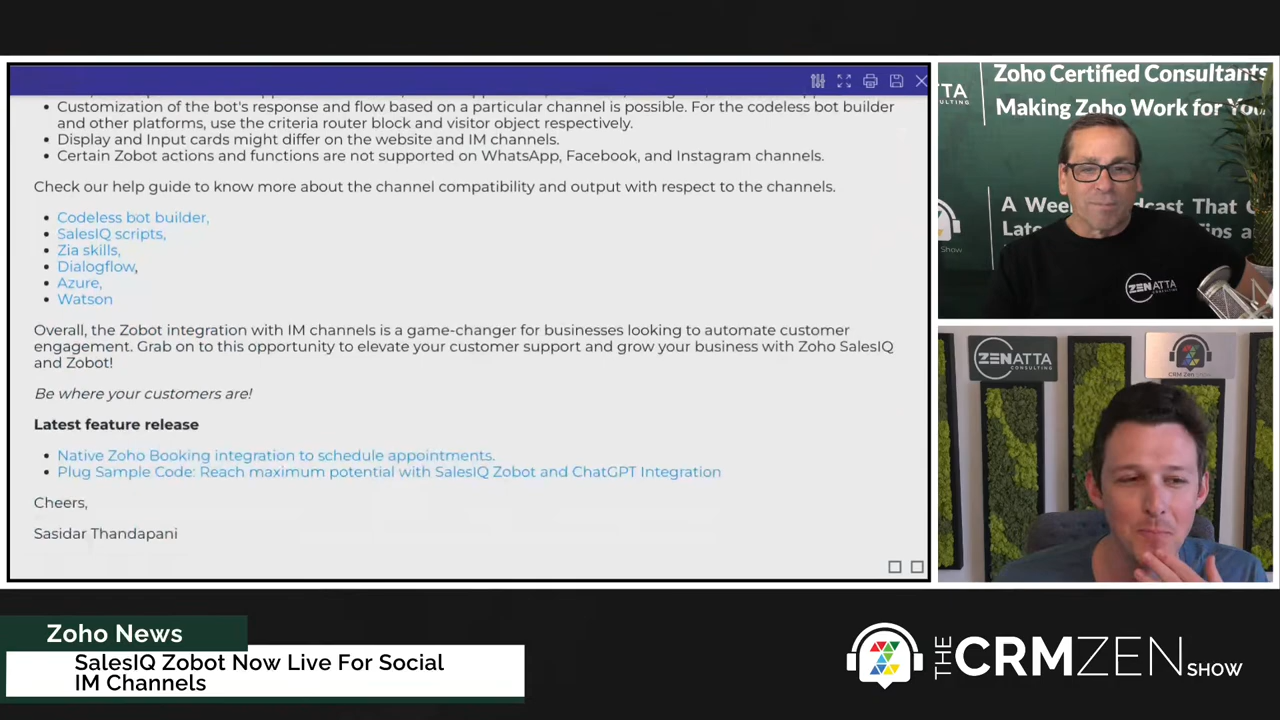 Customization of the bot's response and flow based on a particular channel is possible. For the codeless bot builder
and other platforms, use the criteria router block and visitor object respectively.
Display and Input cards might differ on the website and IM channels.
Certain Zobot actions and functions are not supported on WhatsApp, Facebook, and Instagram channels.
Check our help guide to know more about the channel compatibility and output with respect to the channels.
Codeless bot builder,
SalesIQ scripts,
Zia skills,
Dialogflow,
Azure,
Watson
Overall, the Zobot integration with IM channels is a game-changer for businesses looking to automate customer
engagement. Grab on to this opportunity to elevate your customer support and grow your business with Zoho SalesIQ
and Zobot!
Be where your customers are!
Latest feature release
Native Zoho Booking integration to schedule appointments.
Plug Sample Code: Reach maximum potential with SalesIQ Zobot and ChatGPT Integration
Cheers,
Sasidar Thandapani
Zoho Certified Consultants
Making Zoho Work for You
ATTA
A
That
Tips
Show
ZENATTA
CONSULTING
ZENATTA
CONSULTING
CRM Zen Show
Zoho News
SalesIQ Zobot Now Live For Social
IM Channels
THE CRMZEN SHOW